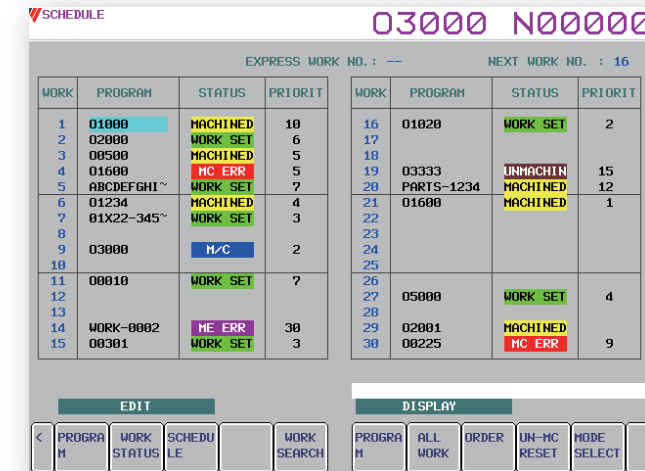 SCHEDULE
O3000 N00000
EXPRESS WORK NO.: -- NEXT WORK NO. : 16
WORK PROGRAM STATUS PRIORIT WORK PROGRAM STATUS PRIORIT
1 O1000 MACHINED 10 16 O1020 WORK SET 2
2 O2000 WORK SET 6 17
3 O0500 MACHINED 5 18
4 O1600 MC ERR 5 19 O3333 UNMACHIN 15
5 ABCDEFGHI~ WORK SET 7 20 PARTS-1234 MACHINED 12
6 O1234 MACHINED 4 21 O1600 MACHINED 1
7 01X22-345~ WORK SET 3 22
8 23
9 O3000 M/C 2 24
10 25
11 O0010 WORK SET 7 26
12 27 O5000 WORK SET 4
13 28
14 WORK-0002 ME ERR 30 29 O2001 MACHINED
15 O0301 WORK SET 3 30 O0225 MC ERR 9
EDIT DISPLAY
< PROGRA WORK SCHEDU WORK PROGRA ALL ORDER UN-MC MODE
M STATUS LE SEARCH M WORK RESET SELECT